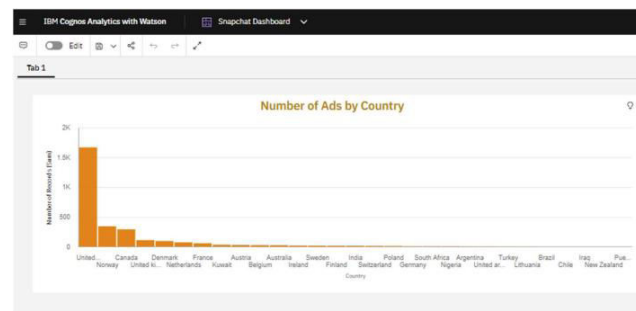 IBM Cognos Analytics with Watson
Snapchat Dashboard
Edit
Tab 1
Number of Ads by Country
Number of Records (Sum)
2K
1.5K
1K
500
0
United... Canada Denmark France Austria Australia Sweden India Poland South Africa Argentina Turkey Brazil Iraq Pue...
Norway United ki... Netherlands Kuwait Belgium Ireland Finland Switzerland Germany Nigeria United ar... Lithuania Chile New Zealand
Country